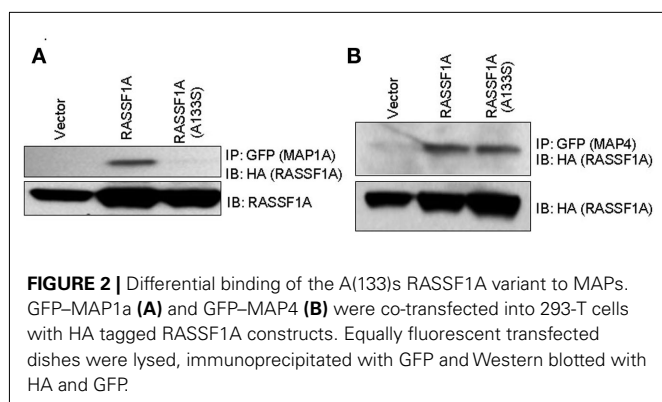 A
B
Vector
RASSF1A
RASSF1A
(A133S)
Vector
RASSF1A
RASSF1A
(A133S)
IP: GFP (MAP1A)
IB: HA (RASSF1A)
IB: RASSF1A
IP: GFP (MAP4)
IB: HA (RASSF1A)
IB: HA (RASSF1A)
FIGURE 2 | Differential binding of the A(133)s RASSF1A variant to MAPs.
GFP–MAP1a (A) and GFP–MAP4 (B) were co-transfected into 293-T cells
with HA tagged RASSF1A constructs. Equally fluorescent transfected
dishes were lysed, immunoprecipitated with GFP and Western blotted with
HA and GFP.